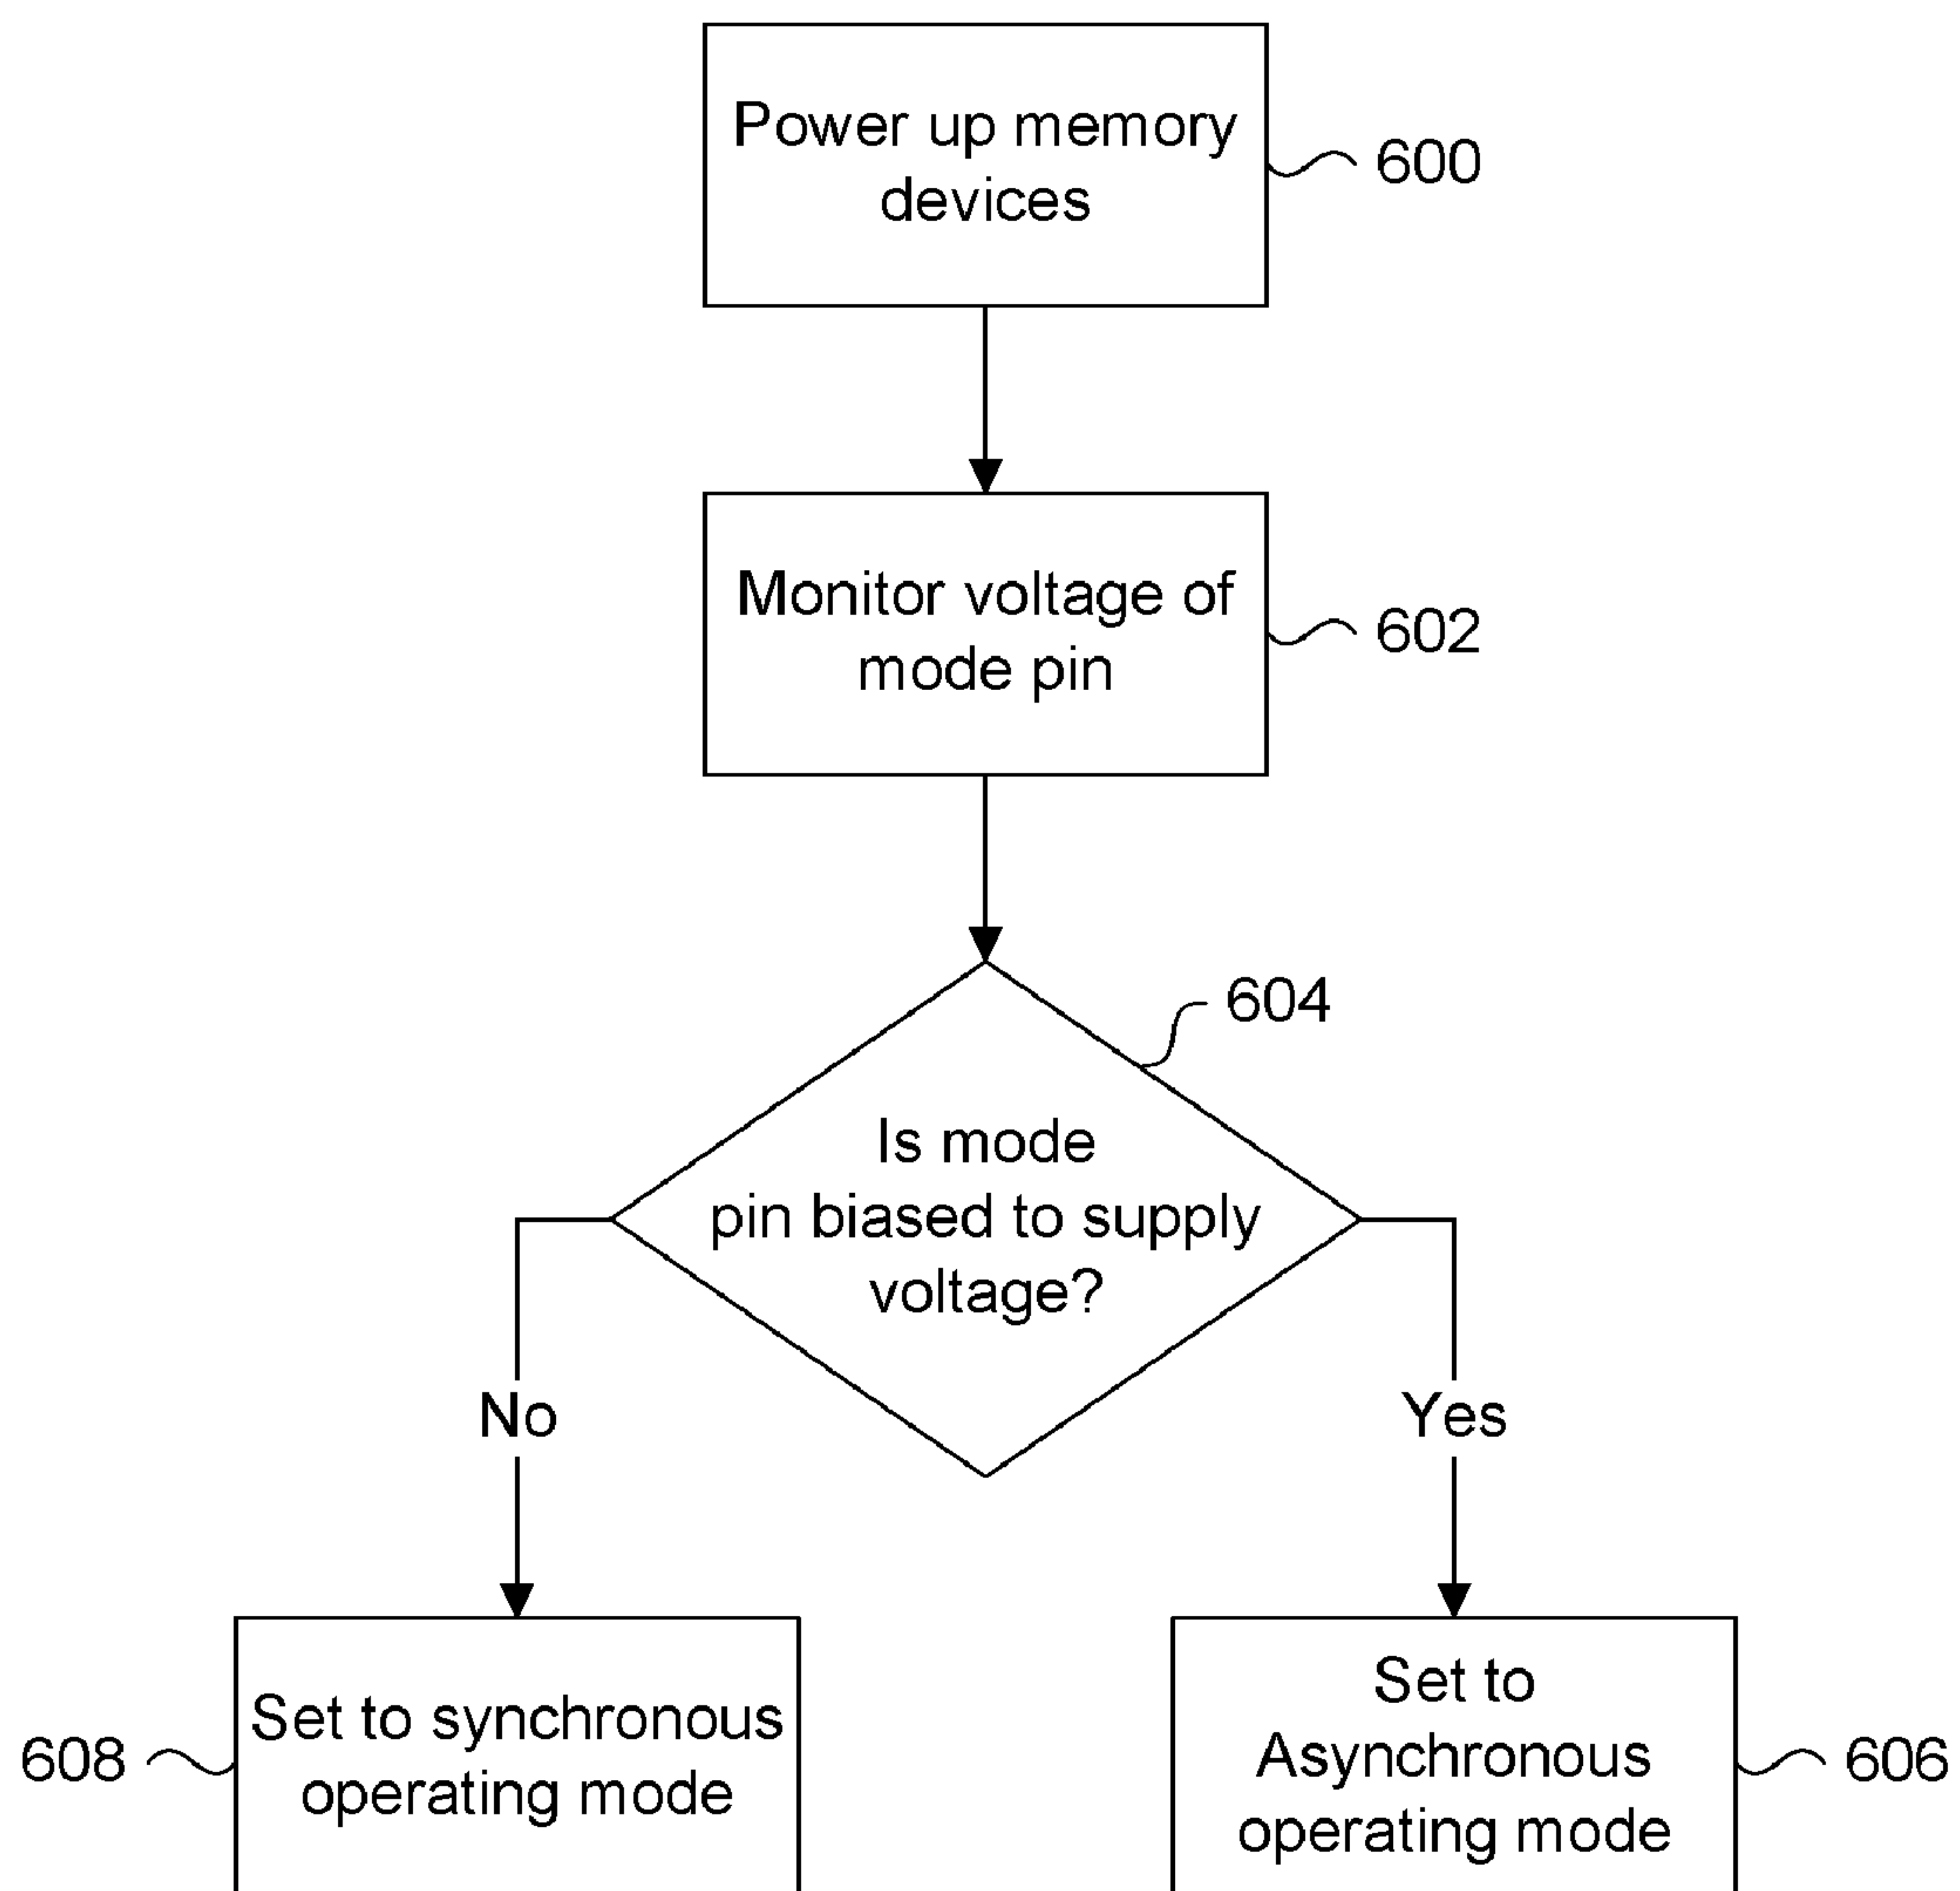 Power up memory
devices
600
Monitor voltage of
mode pin
602
604
Is mode
pin biased to supply
voltage?
No
Yes
Set to synchronous
operating mode
608
Set to
Asynchronous
operating mode
606